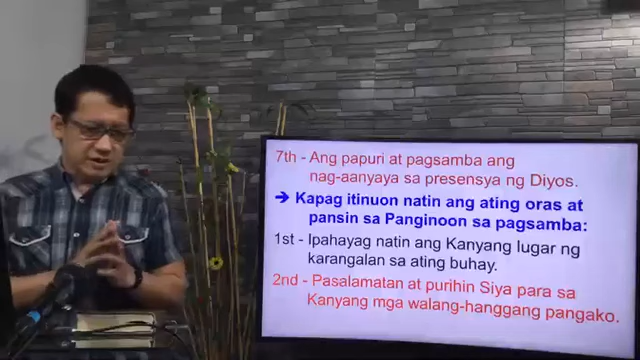 7th - Ang papuri at pagsamba ang
nag-aanyaya sa presensya ng Diyos.
➔ Kapag itinuon natin ang ating oras at
pansin sa Panginoon sa pagsamba:
1st - Ipahayag natin ang Kanyang lugar ng
karangalan sa ating buhay.
2nd - Pasalamatan at purihin Siya para sa
Kanyang mga walang-hanggang pangako.